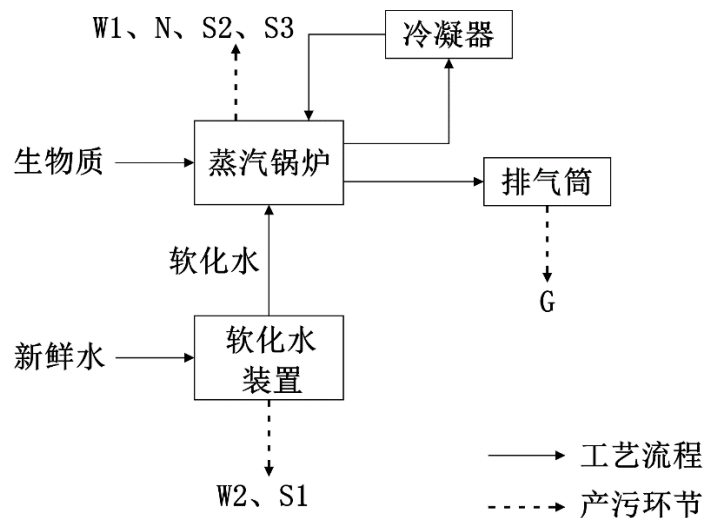 W1、N、S2、S3
冷凝器
生物质
蒸汽锅炉
排气筒
软化水
G
新鲜水
软化水
装置
工艺流程
W2、S1
产污环节